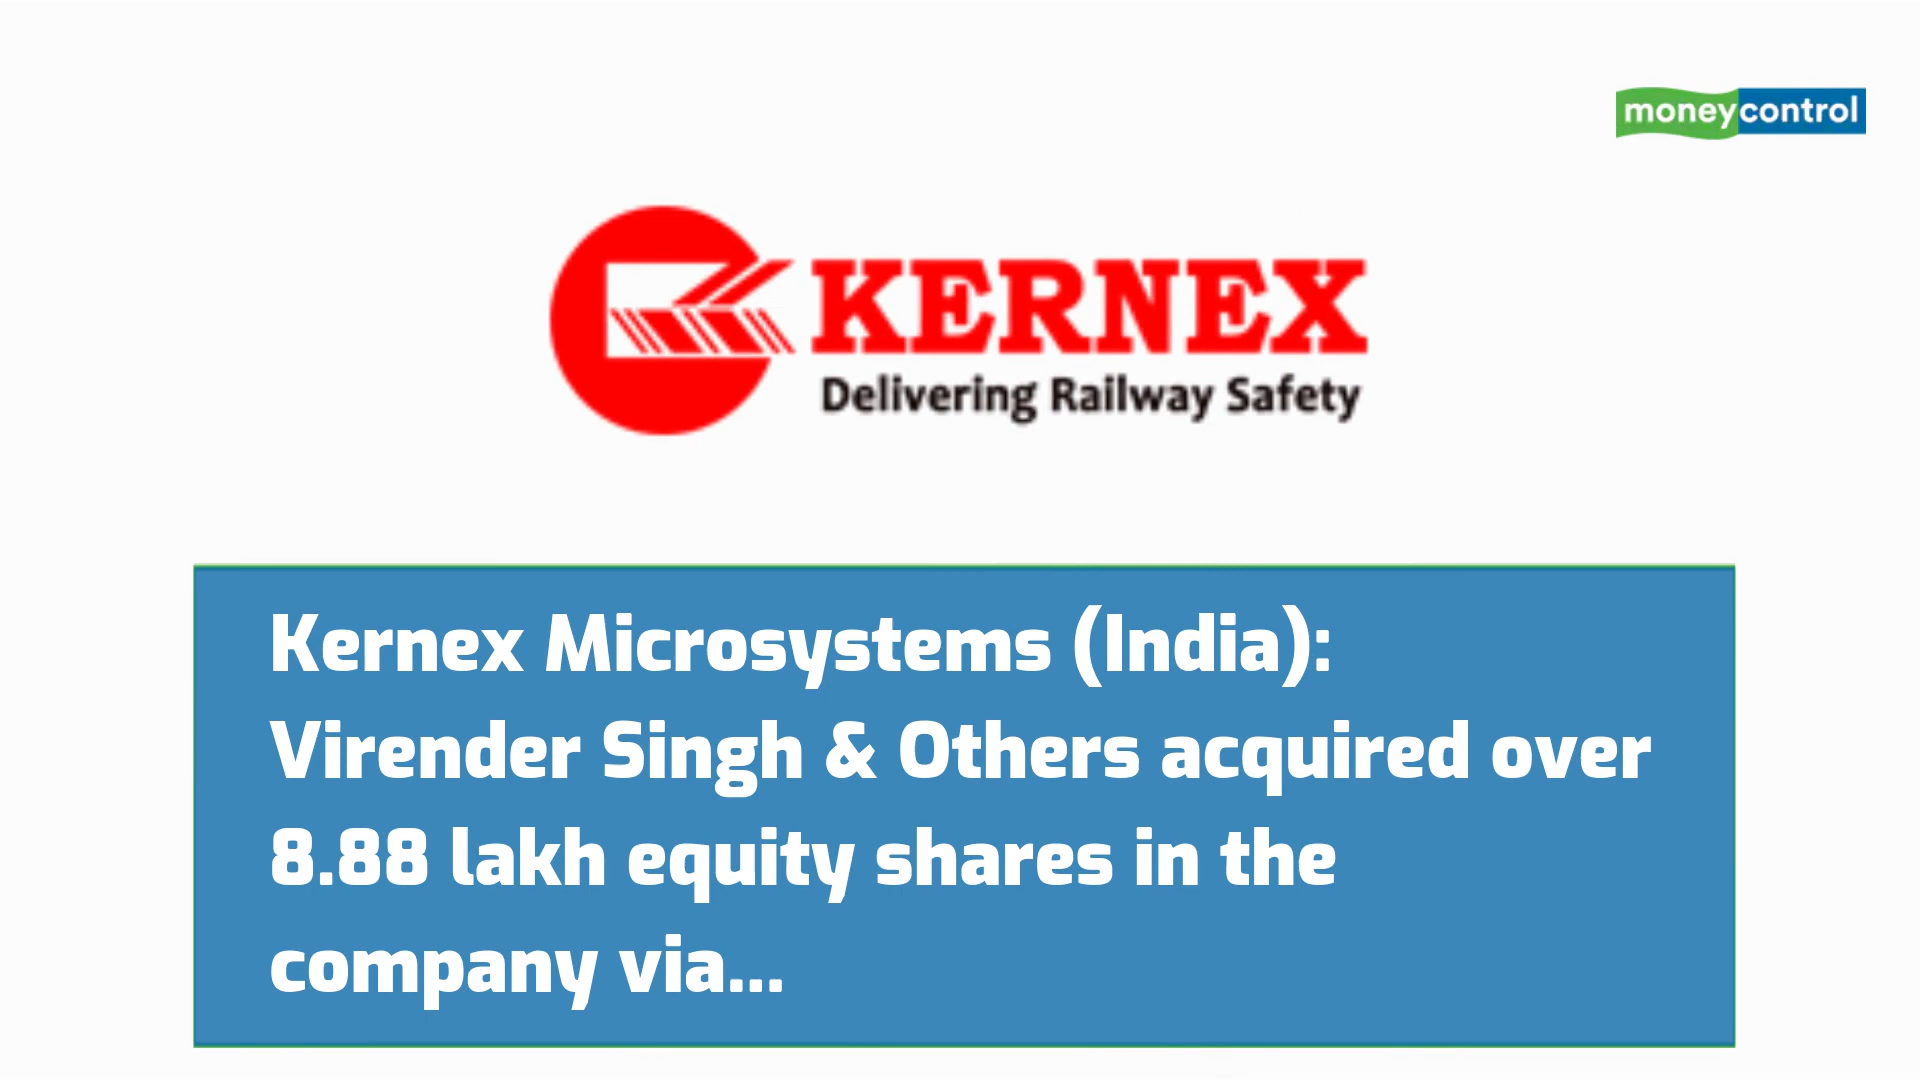 moneycontrol
KERNEX
Delivering Railway Safety
Kernex Microsystems (India):
Virender Singh & Others acquired over
8.88 lakh equity shares in the
company via...